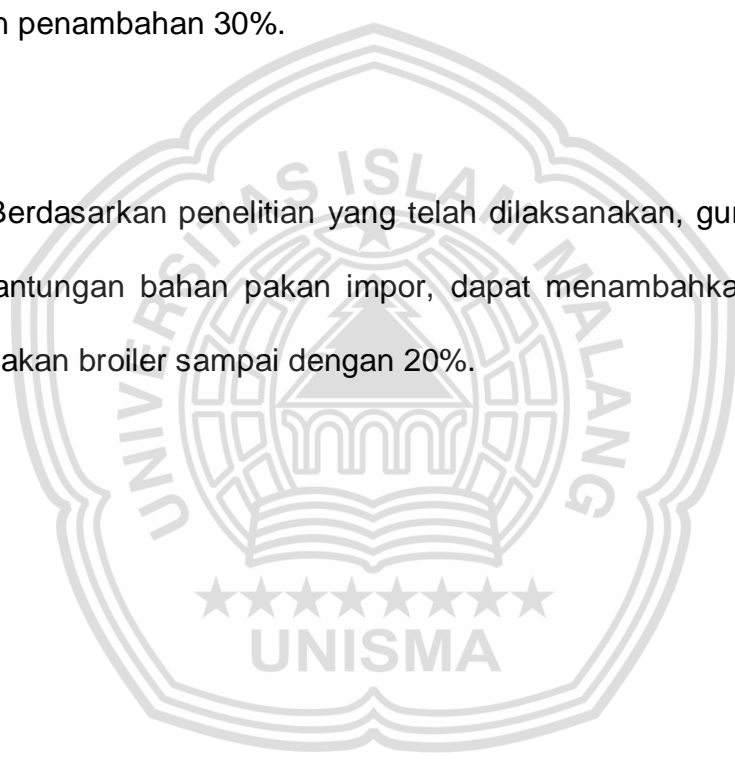 n penambahan 30%.
Berdasarkan penelitian yang telah dilaksanakan, gu
antungan bahan pakan impor, dapat menambahka
akan broiler sampai dengan 20%.
UNIVERSITAS ISLAM MALANG
UNISMA